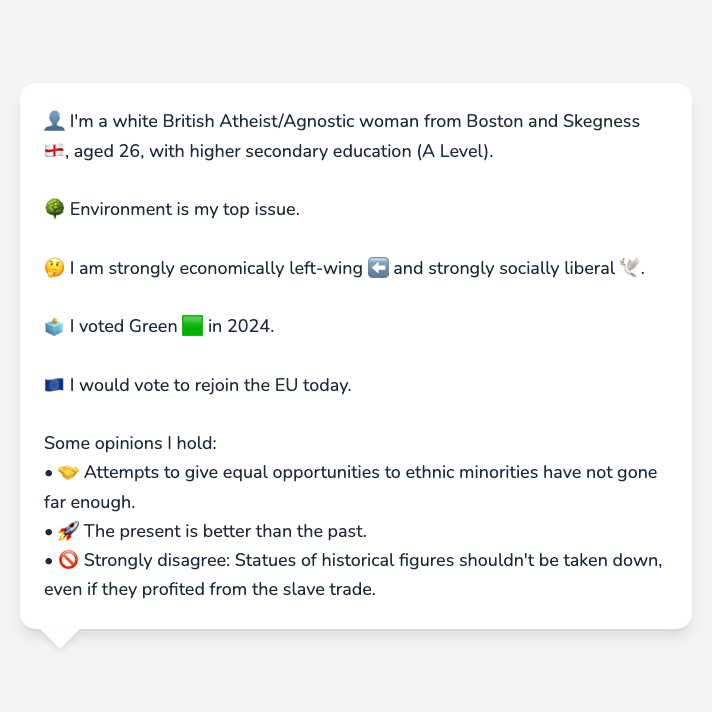 👤 I'm a white British Atheist/Agnostic woman from Boston and Skegness
🏴󠁧󠁢󠁥󠁮󠁧󠁿, aged 26, with higher secondary education (A Level).
🌳 Environment is my top issue.
🤔 I am strongly economically left-wing ⬅️ and strongly socially liberal 🕊️.
🗳️ I voted Green 🟩 in 2024.
🇪🇺 I would vote to rejoin the EU today.
Some opinions I hold:
• 🤝 Attempts to give equal opportunities to ethnic minorities have not gone
far enough.
• 🚀 The present is better than the past.
• 🚫 Strongly disagree: Statues of historical figures shouldn't be taken down,
even if they profited from the slave trade.